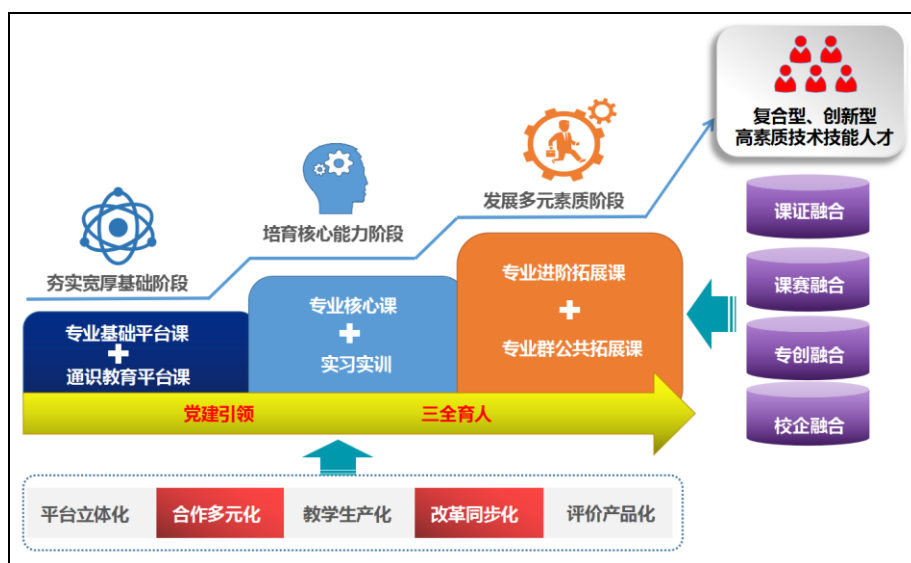 复合型、创新型
高素质技术技能人才
发展多元素质阶段
培育核心能力阶段
夯实宽厚基础阶段
专业基础平台课
+
通识教育平台课
专业核心课
+
实习实训
专业进阶拓展课
+
专业群公共拓展课
课证融合
课赛融合
专创融合
校企融合
党建引领 三全育人
平台立体化 合作多元化 教学生产化 改革同步化 评价产品化